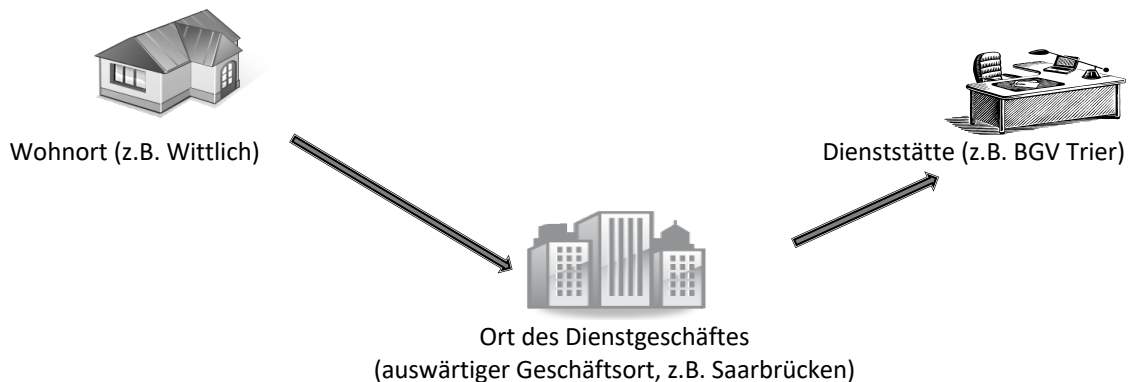 Wohnort (z.B. Wittlich)
Dienststätte (z.B. BGV Trier)
Ort des Dienstgeschäftes
(auswärtiger Geschäftsort, z.B. Saarbrücken)